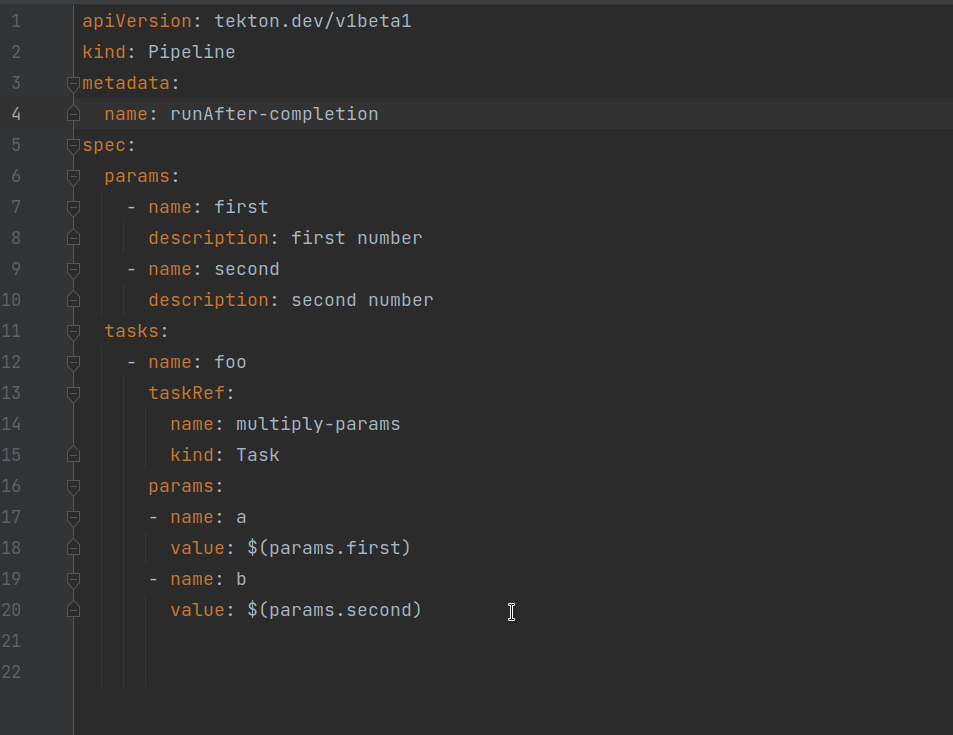 1 apiVersion: tekton.dev/v1beta1
2 kind: Pipeline
3 metadata:
4   name: runAfter-completion
5 spec:
6   params:
7     - name: first
8       description: first number
9     - name: second
10       description: second number
11   tasks:
12     - name: foo
13       taskRef:
14         name: multiply-params
15         kind: Task
16       params:
17       - name: a
18         value: $(params.first)
19       - name: b
20         value: $(params.second)
21
22